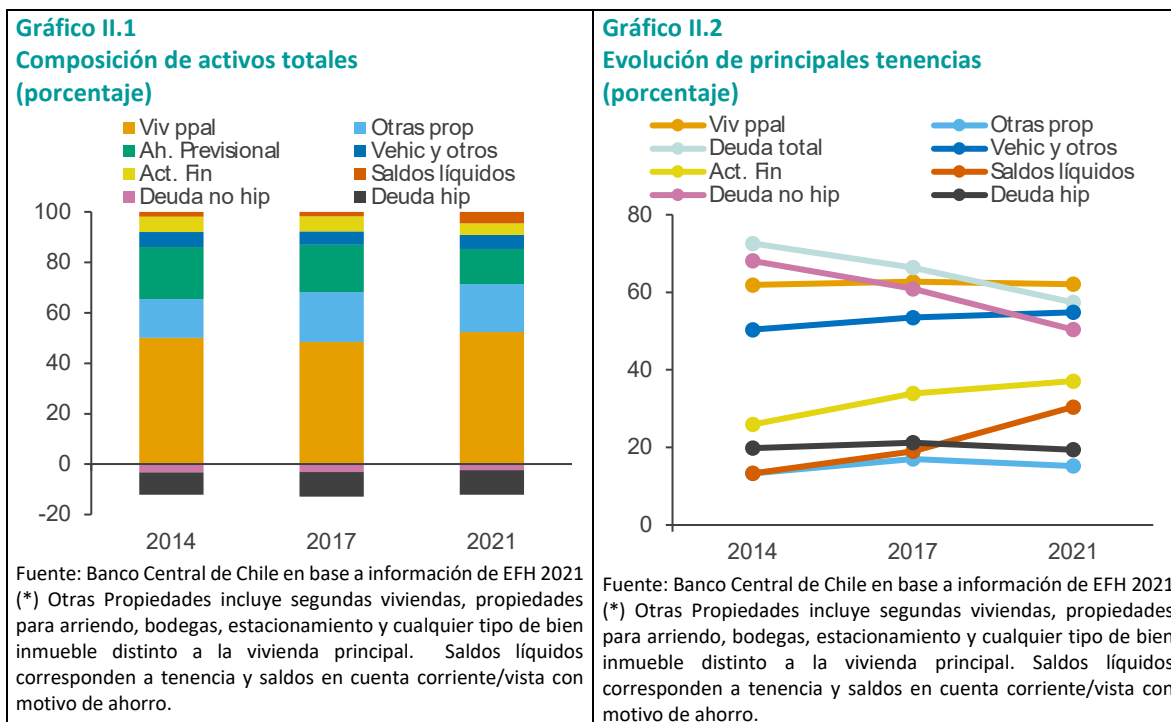 Gráfico II.1
Composición de activos totales
(porcentaje)
Viv ppal
Otras prop
Ah. Previsional
Vehic y otros
Act. Fin
Saldos líquidos
Deuda no hip
Deuda hip
100
80
60
40
20
0
-20
2014 2017 2021
Fuente: Banco Central de Chile en base a información de EFH 2021
(*) Otras Propiedades incluye segundas viviendas, propiedades
para arriendo, bodegas, estacionamiento y cualquier tipo de bien
inmueble distinto a la vivienda principal. Saldos líquidos
corresponden a tenencia y saldos en cuenta corriente/vista con
motivo de ahorro.
Gráfico II.2
Evolución de principales tenencias
(porcentaje)
Viv ppal
Otras prop
Deuda total
Vehic y otros
Act. Fin
Saldos líquidos
Deuda no hip
Deuda hip
80
60
40
20
0
2014 2017 2021
Fuente: Banco Central de Chile en base a información de EFH 2021
(*) Otras Propiedades incluye segundas viviendas, propiedades
para arriendo, bodegas, estacionamiento y cualquier tipo de bien
inmueble distinto a la vivienda principal. Saldos líquidos
corresponden a tenencia y saldos en cuenta corriente/vista con
motivo de ahorro.